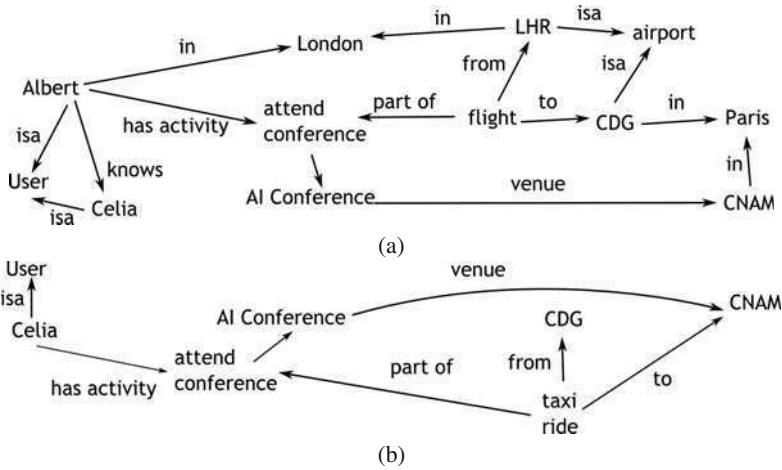 in
LHR
isa
in
London
airport
Albert
from
isa
attend
conference
part of
flight
to
CDG
in
Paris
has activity
isa
knows
User
in
Celia
AI Conference
venue
CNAM
isa
(a)
User
venue
isa
CNAM
Celia
AI Conference
CDG
attend
conference
part of
from
to
has activity
taxi
ride
(b)